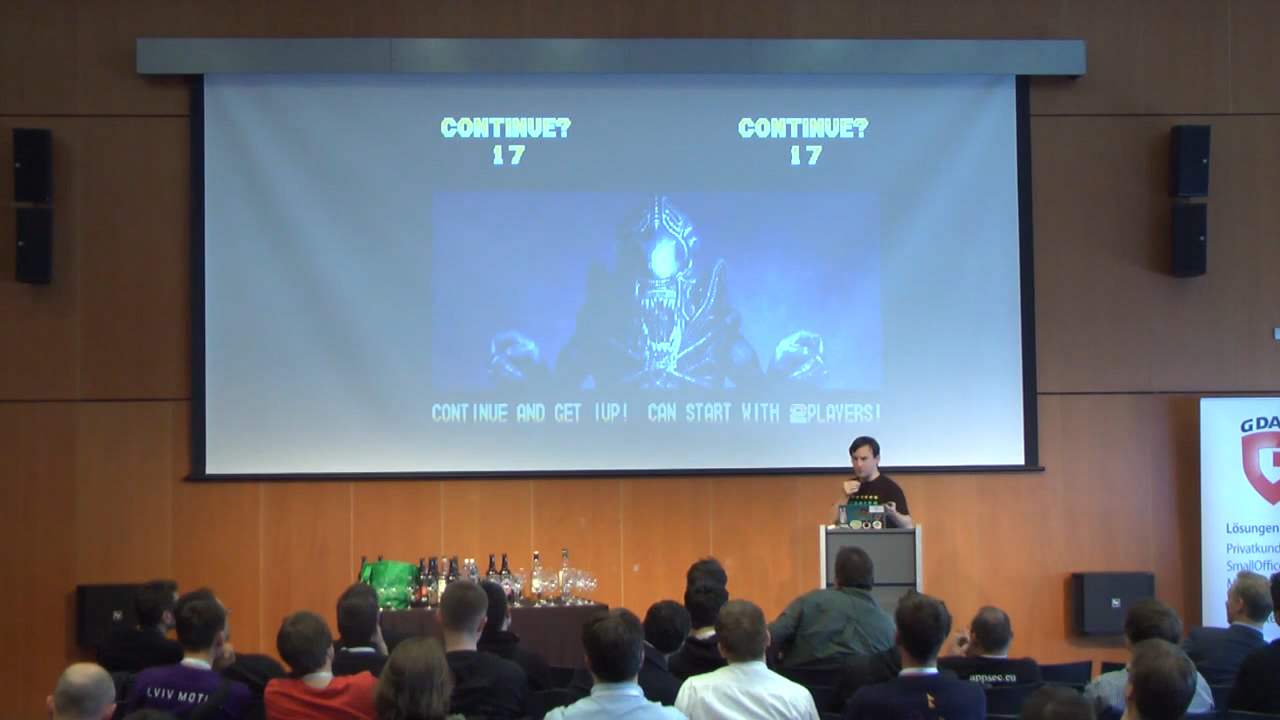 CONTINUE?
17
CONTINUE?
17
CONTINUE AND GET 1UP! CAN START WITH 2PLAYERS!
G DA
Lösungen
Privatkund
SmallOffic
LVIV MOT
appsec.eu